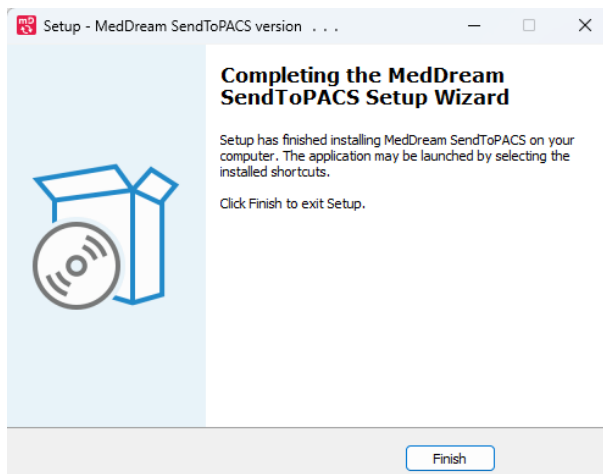 mD
Setup - MedDream SendToPACS version . . .
Completing the MedDream
SendToPACS Setup Wizard
Setup has finished installing MedDream SendToPACS on your
computer. The application may be launched by selecting the
installed shortcuts.
Click Finish to exit Setup.
Finish